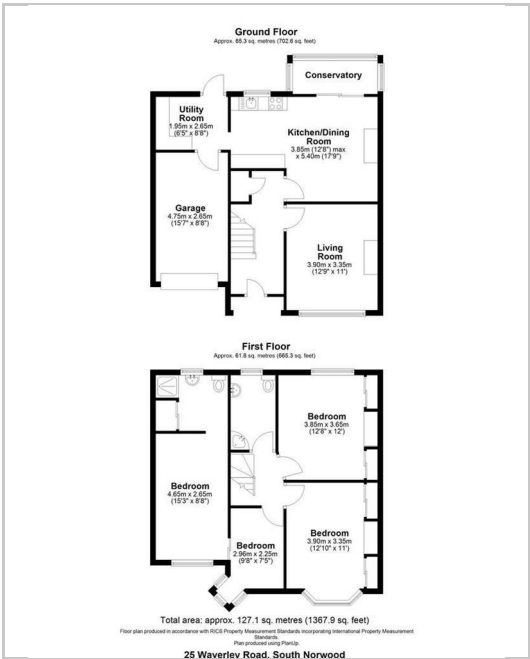 Ground Floor
Approx. 65.3 sq. metres (702.6 sq. feet)
Conservatory
Utility
Room
1.95m x 2.65m
(6'5" x 8'8")
Kitchen/Dining
Room
3.85m (12'8") max
x 5.40m (17'9")
Garage
4.75m x 2.65m
(15'7" x 8'8")
Living
Room
3.90m x 3.35m
(12'9" x 11')
First Floor
Approx. 61.8 sq. metres (665.3 sq. feet)
Bedroom
3.85m x 3.65m
(12'8" x 12')
Bedroom
4.65m x 2.65m
(15'3" x 8'8")
Bedroom
2.96m x 2.25m
(9'8" x 7'5")
Bedroom
3.90m x 3.35m
(12'10" x 11')
Total area: approx. 127.1 sq. metres (1367.9 sq. feet)
Floor plan produced in accordance with RICS Property Measurement Standards incorporating International Property Measurement
Standards.
Plan produced using PlanUp.
25 Waverley Road, South Norwood